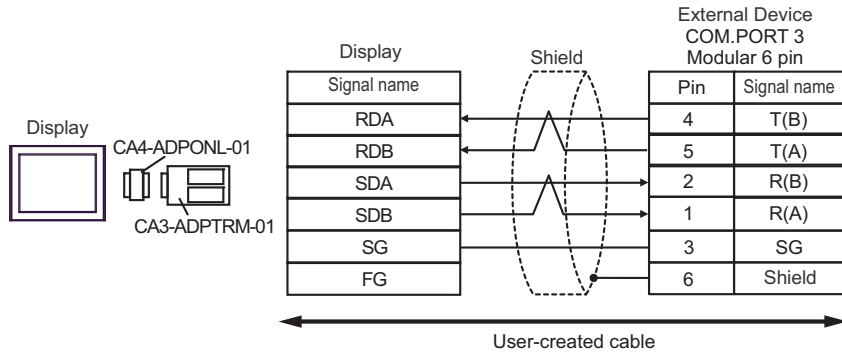 External Device
COM.PORT 3
Modular 6 pin
Display
Shield
Signal name
Pin
Signal name
RDA
4
T(B)
Display
CA4-ADPONL-01
RDB
5
T(A)
SDA
2
R(B)
CA3-ADPTRM-01
SDB
1
R(A)
SG
3
SG
FG
6
Shield
User-created cable